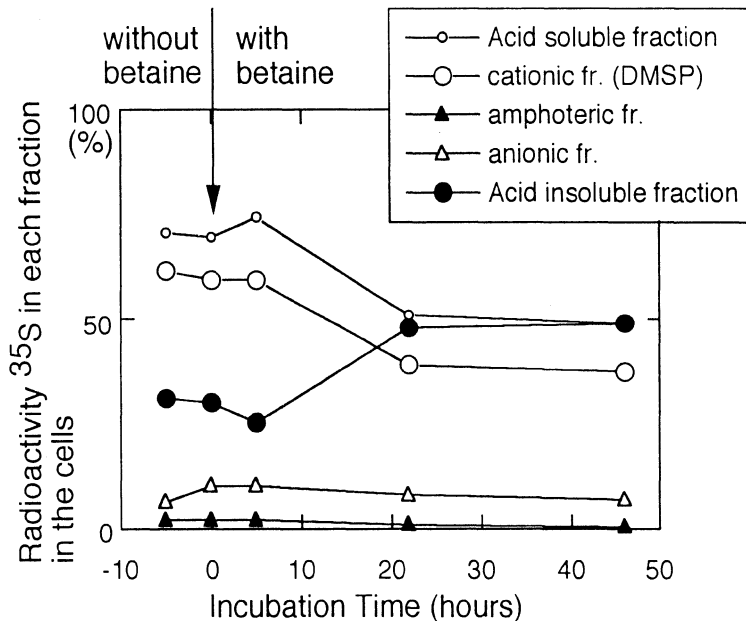 without
betaine
with
betaine
Acid soluble fraction
cationic fr. (DMSP)
amphoteric fr.
anionic fr.
Acid insoluble fraction
100
(%)
50
0
Radioactivity 35S in each fraction
in the cells
-10 0 10 20 30 40 50
Incubation Time (hours)